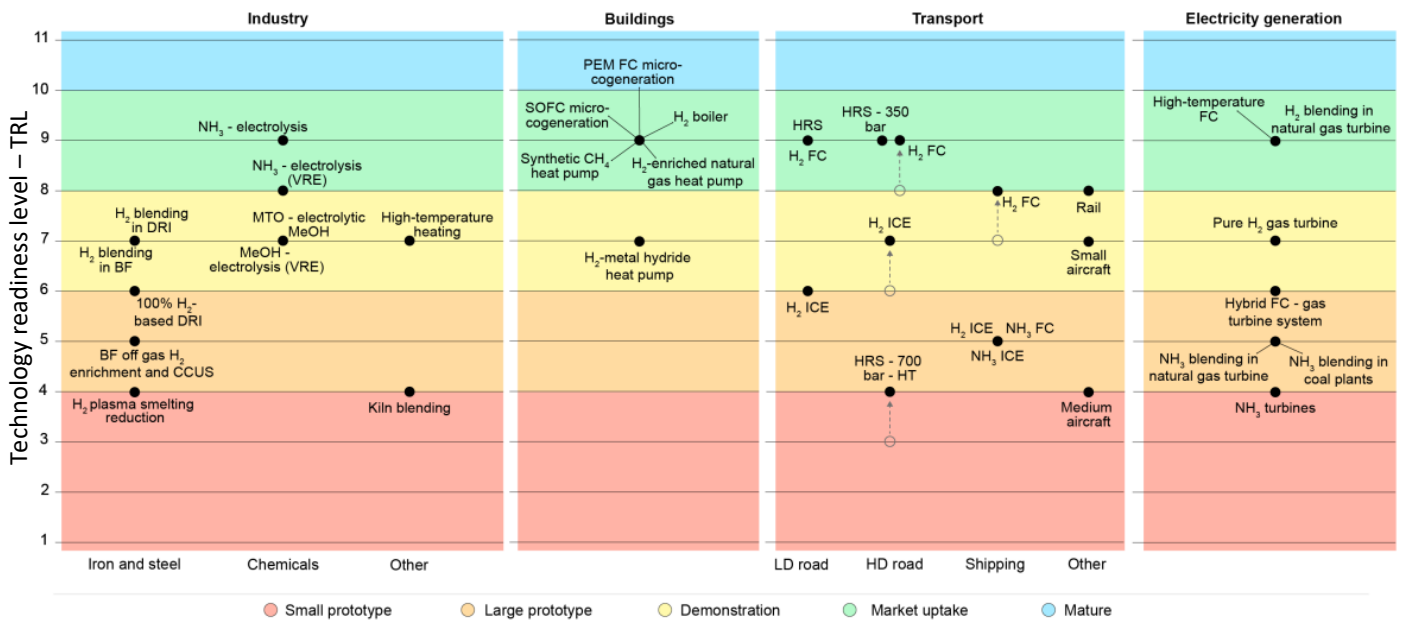 Industry
Buildings
Transport
Electricity generation
Technology readiness level – TRL
11
10
9
8
7
6
5
4
3
2
1
NH₃ - electrolysis
NH₃ - electrolysis
(VRE)
H₂ blending
in DRI
MTO - electrolytic
MeOH
High-temperature
heating
H₂ blending
in BF
MeOH -
electrolysis (VRE)
100% H₂-
based DRI
BF off gas H₂
enrichment and CCUS
H₂ plasma smelting
reduction
Kiln blending
Iron and steel
Chemicals
Other
PEM FC micro-
cogeneration
SOFC micro-
cogeneration
H₂ boiler
Synthetic CH₄
heat pump
H₂-enriched natural
gas heat pump
H₂-metal hydride
heat pump
HRS
H₂ FC
HRS - 350
bar
H₂ FC
H₂ FC
Rail
H₂ ICE
Small
aircraft
H₂ ICE
H₂ ICE NH₃ FC
NH₃ ICE
HRS - 700
bar - HT
Medium
aircraft
LD road
HD road
Shipping
Other
High-temperature
FC
H₂ blending in
natural gas turbine
Pure H₂ gas turbine
Hybrid FC - gas
turbine system
NH₃ blending in
natural gas turbine
NH₃ blending in
coal plants
NH₃ turbines
Small prototype
Large prototype
Demonstration
Market uptake
Mature